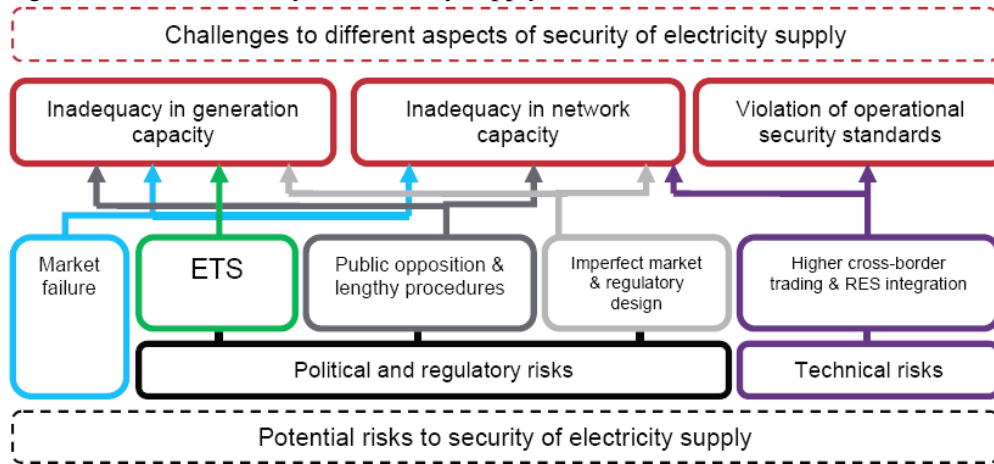 Challenges to different aspects of security of electricity supply
Inadequacy in generation
capacity
Inadequacy in network
capacity
Violation of operational
security standards
Market
failure
ETS
Public opposition &
lengthy procedures
Imperfect market
& regulatory
design
Higher cross-border
trading & RES integration
Political and regulatory risks
Technical risks
Potential risks to security of electricity supply